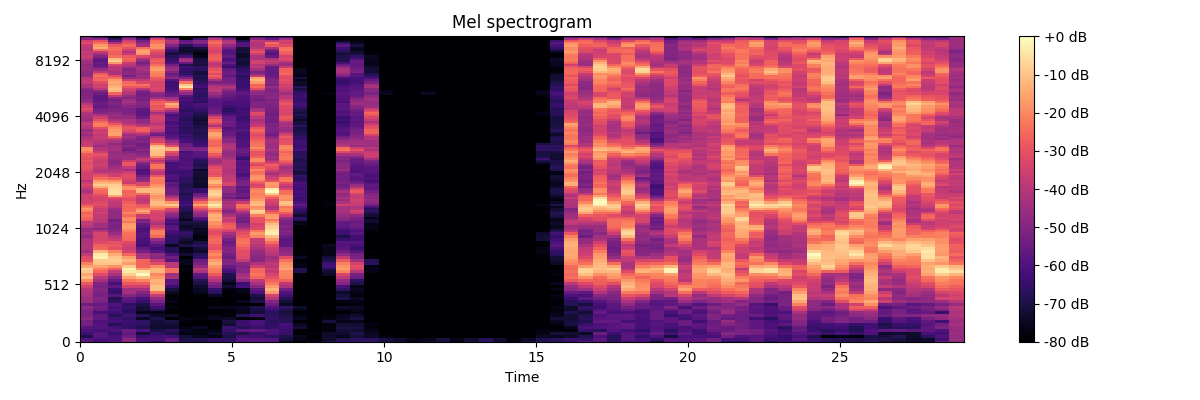 Mel spectrogram
8192
4096
2048
1024
512
0
Hz
0 5 10 15 20 25
Time
+0 dB
-10 dB
-20 dB
-30 dB
-40 dB
-50 dB
-60 dB
-70 dB
-80 dB